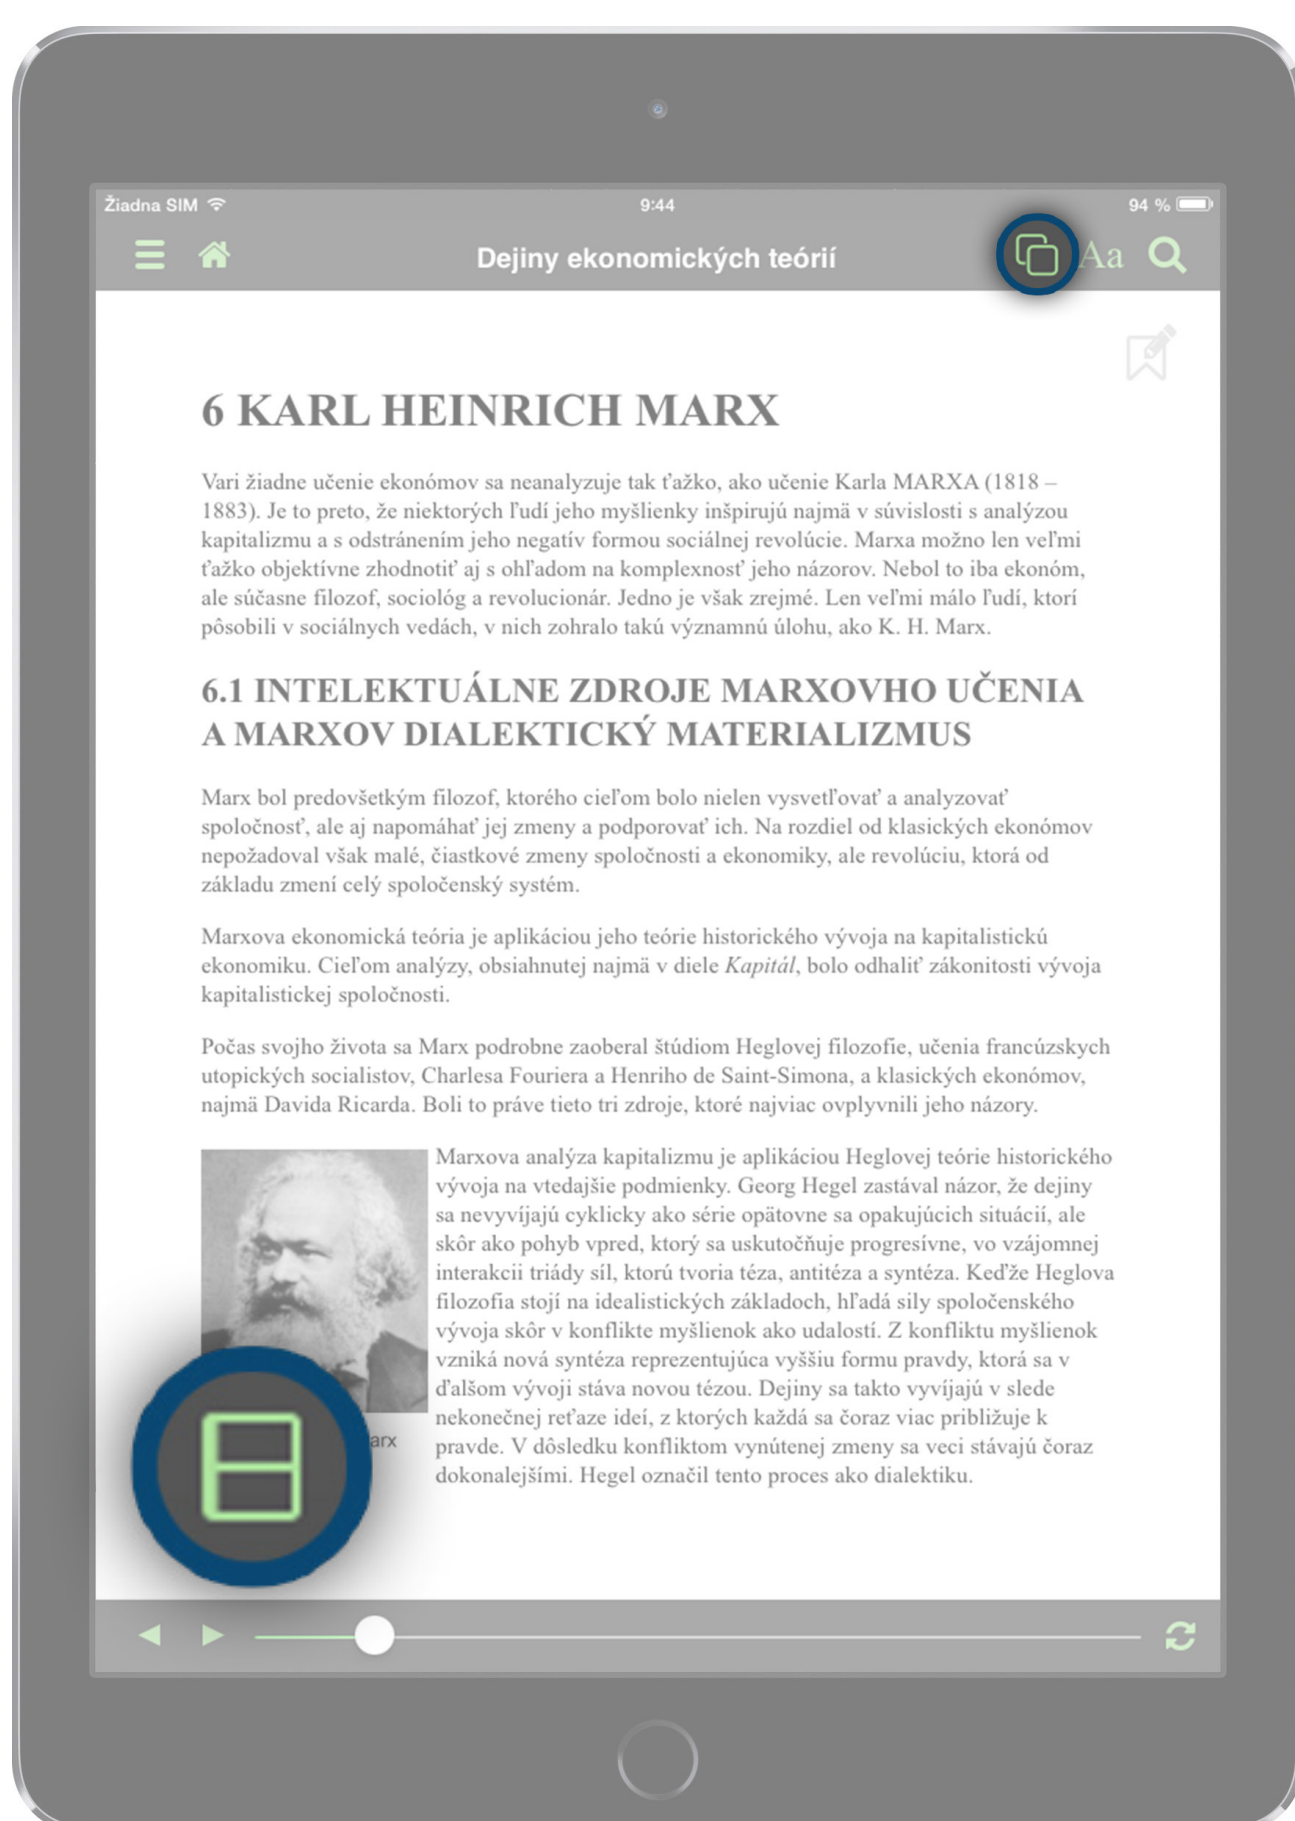 Žiadna SIM 9:44 94 %
Dejiny ekonomických teórií Aa
6 KARL HEINRICH MARX
Vari žiadne učenie ekonómov sa neanalyzuje tak ťažko, ako učenie Karla MARXA (1818 –
1883). Je to preto, že niektorých ľudí jeho myšlienky inšpirujú najmä v súvislosti s analýzou
kapitalizmu a s odstránením jeho negatív formou sociálnej revolúcie. Marxa možno len veľmi
ťažko objektívne zhodnotiť aj s ohľadom na komplexnosť jeho názorov. Nebol to iba ekonóm,
ale súčasne filozof, sociológ a revolucionár. Jedno je však zrejmé. Len veľmi málo ľudí, ktorí
pôsobili v sociálnych vedách, v nich zohralo takú významnú úlohu, ako K. H. Marx.
6.1 INTELEKTUÁLNE ZDROJE MARXOVHO UČENIA
A MARXOV DIALEKTICKÝ MATERIALIZMUS
Marx bol predovšetkým filozof, ktorého cieľom bolo nielen vysvetľovať a analyzovať
spoločnosť, ale aj napomáhať jej zmeny a podporovať ich. Na rozdiel od klasických ekonómov
nepožadoval však malé, čiastkové zmeny spoločnosti a ekonomiky, ale revolúciu, ktorá od
základu zmení celý spoločenský systém.
Marxova ekonomická teória je aplikáciou jeho teórie historického vývoja na kapitalistickú
ekonomiku. Cieľom analýzy, obsiahnutej najmä v diele Kapitál, bolo odhaliť zákonitosti vývoja
kapitalistickej spoločnosti.
Počas svojho života sa Marx podrobne zaoberal štúdiom Heglovej filozofie, učenia francúzskych
utopických socialistov, Charlesa Fouriera a Henriho de Saint-Simona, a klasických ekonómov,
najmä Davida Ricarda. Boli to práve tieto tri zdroje, ktoré najviac ovplyvnili jeho názory.
Marxova analýza kapitalizmu je aplikáciou Heglovej teórie historického
vývoja na vtedajšie podmienky. Georg Hegel zastával názor, že dejiny
sa nevyvíjajú cyklicky ako série opätovne sa opakujúcich situácií, ale
skôr ako pohyb vpred, ktorý sa uskutočňuje progresívne, vo vzájomnej
interakcii triády síl, ktorú tvoria téza, antitéza a syntéza. Keďže Heglova
filozofia stojí na idealistických základoch, hľadá sily spoločenského
vývoja skôr v konflikte myšlienok ako udalostí. Z konfliktu myšlienok
vzniká nová syntéza reprezentujúca vyššiu formu pravdy, ktorá sa v
ďalšom vývoji stáva novou tézou. Dejiny sa takto vyvíjajú v slede
nekonečnej reťaze ideí, z ktorých každá sa čoraz viac približuje k
pravde. V dôsledku konfliktom vynútenej zmeny sa veci stávajú čoraz
dokonalejšími. Hegel označil tento proces ako dialektiku.